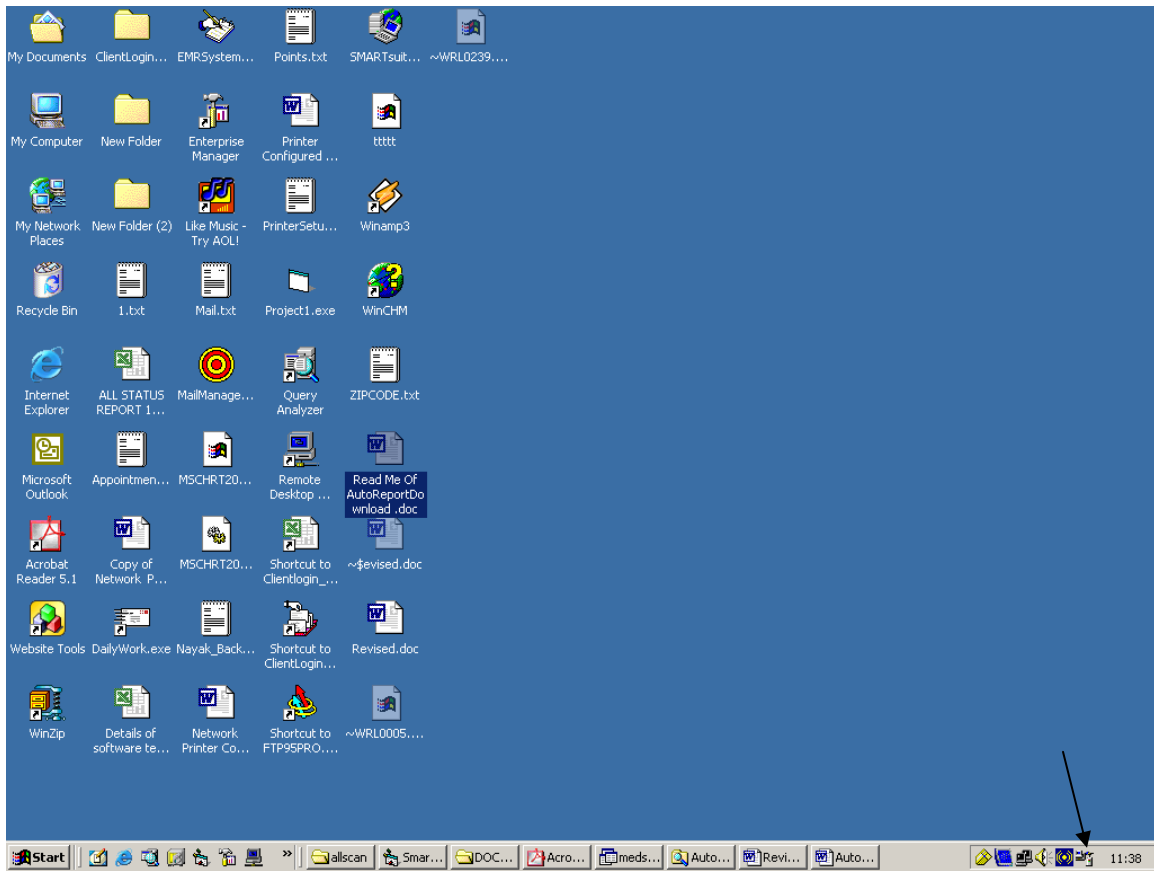 My Documents
ClientLogin...
EMRSystem...
Points.txt
SMARTsuit...
~WRL0239....
My Computer
New Folder
Enterprise
Manager
Printer
Configured ...
ttttt
My Network
Places
New Folder (2)
Like Music -
Try AOL!
PrinterSetu...
Winamp3
Recycle Bin
1.txt
Mail.txt
Project1.exe
WinCHM
Internet
Explorer
ALL STATUS
REPORT 1...
MailManage...
Query
Analyzer
ZIPCODE.txt
Microsoft
Outlook
Appointmen...
MSCHRT20...
Remote
Desktop ...
Read Me Of
AutoReportDo
wnload .doc
Acrobat
Reader 5.1
Copy of
Network P...
MSCHRT20...
Shortcut to
Clientlogin_...
~$evised.doc
Website Tools
DailyWork.exe
Nayak_Back...
Shortcut to
ClientLogin...
Revised.doc
WinZip
Details of
software te...
Network
Printer Co...
Shortcut to
FTP95PRO....
~WRL0005....
Start
»
allscan
Smar...
DOC...
Acro...
meds...
Auto...
Revi...
Auto...
11:38